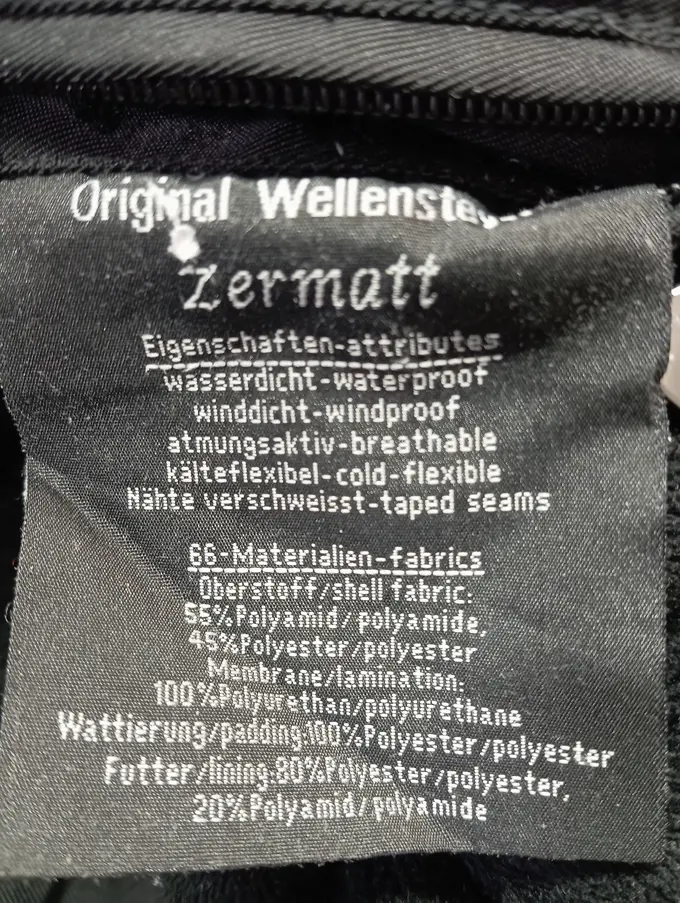 Original
Zermatt
Eigenschaften-attributes
wasserdicht-waterproof
winddicht-windproof
atmungsaktiv-breathable
kälteflexibel-cold-flexible
Nähte verschweisst-taped seams
66-Materialien-fabrics
Oberstoff/shell fabric:
55%Polyamid/polyamide,
45%Polyester/polyester
Membrane/lamination:
100%Polyurethan/polyurethane
Wattierung/padding:100%Polyester/polyester
Futter/lining:80%Polyester/polyester,
20%Polyamid/polyamide